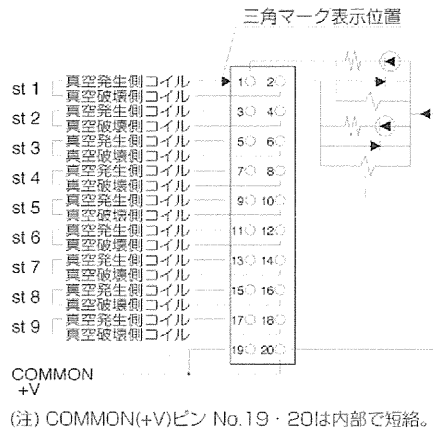 三角マーク表示位置
st 1 真空発生側コイル 1 2
真空破壊側コイル
st 2 真空発生側コイル 3 4
真空破壊側コイル
st 3 真空発生側コイル 5 6
真空破壊側コイル
st 4 真空発生側コイル 7 8
真空破壊側コイル
st 5 真空発生側コイル 9 10
真空破壊側コイル
st 6 真空発生側コイル 11 12
真空破壊側コイル
st 7 真空発生側コイル 13 14
真空破壊側コイル
st 8 真空発生側コイル 15 16
真空破壊側コイル
st 9 真空発生側コイル 17 18
真空破壊側コイル
19 20
COMMON
+V
(注) COMMON(+V)ピン No.19・20は内部で短絡。